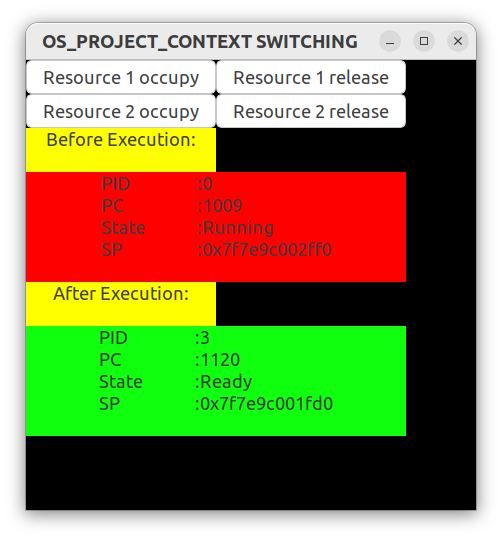 OS_PROJECT_CONTEXT SWITCHING
Resource 1 occupy Resource 1 release
Resource 2 occupy Resource 2 release
Before Execution:
PID :0
PC :1009
State :Running
SP :0x7f7e9c002ff0
After Execution:
PID :3
PC :1120
State :Ready
SP :0x7f7e9c001fd0